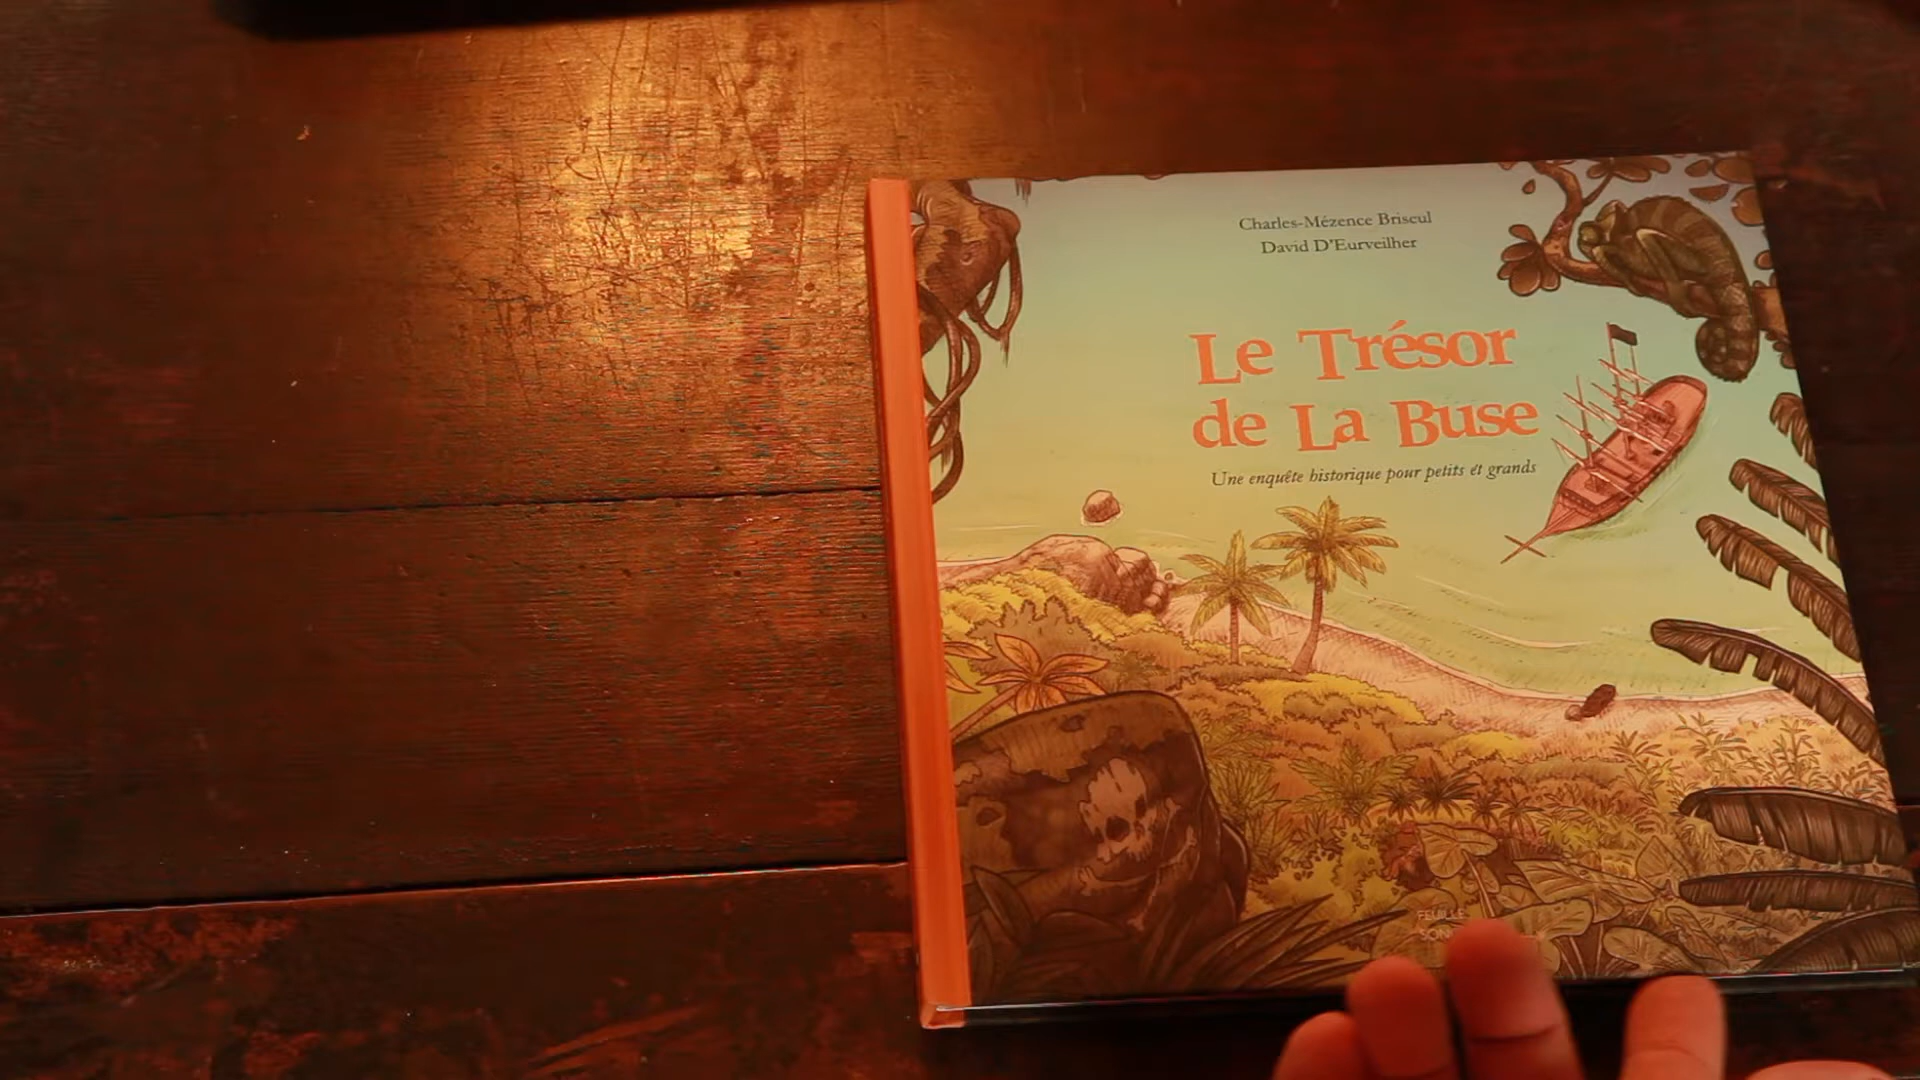 Charles-Mézence Briseul
David D'Eurveilher
Le Trésor
de La Buse
Une enquête historique pour petits et grands
FEUILLE